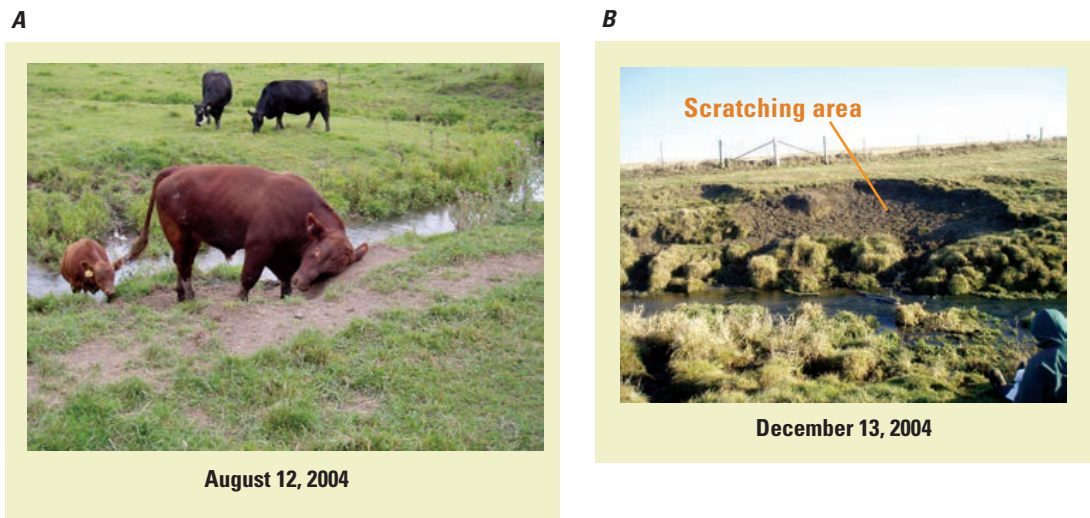 A
B
Scratching area
August 12, 2004
December 13, 2004